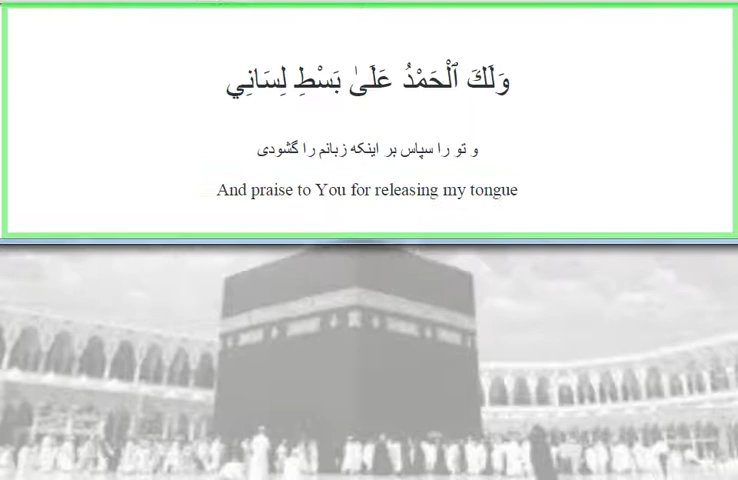 وَلَكَ ٱلْحَمْدُ عَلَىٰ بَسْطِ لِسَانِي
و تو را سپاس بر اینکه زبانم را گشودی
And praise to You for releasing my tongue